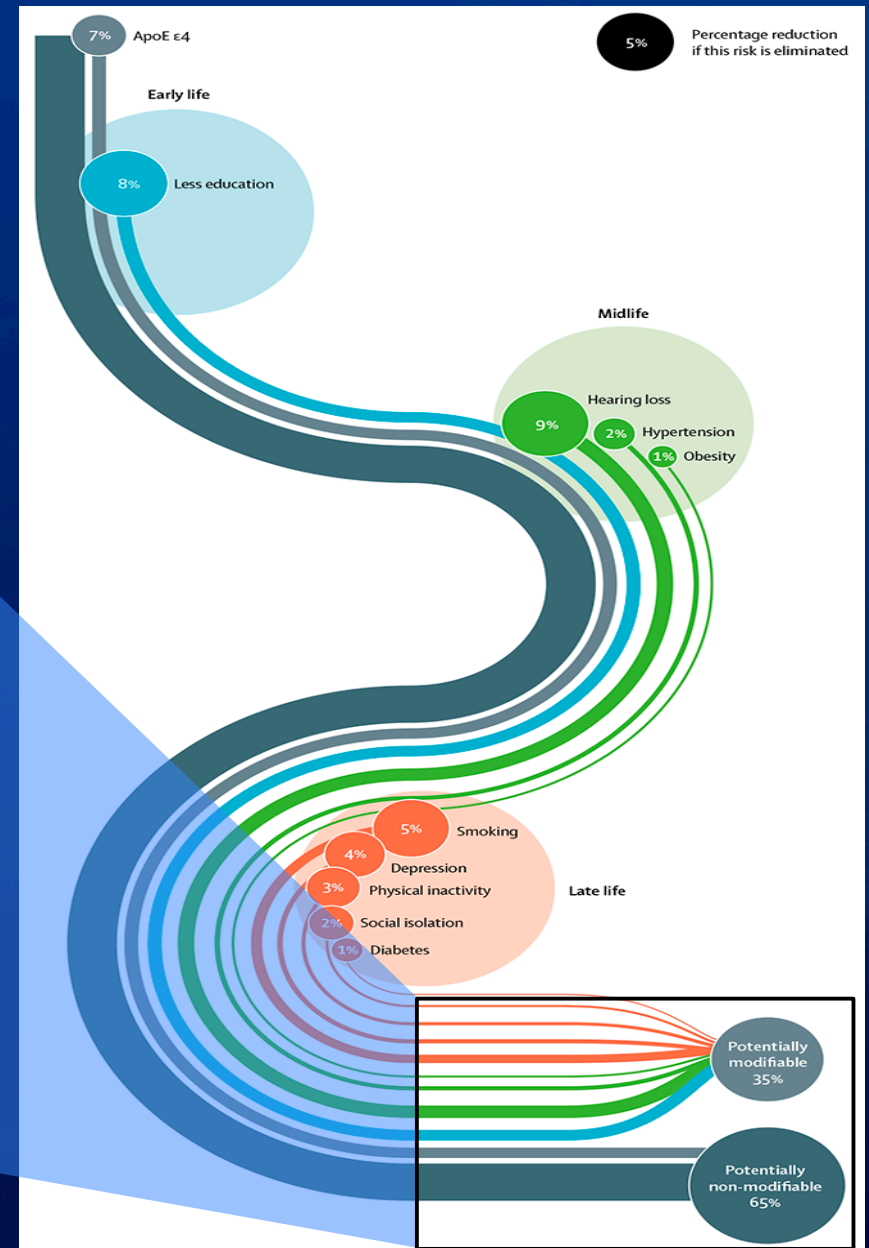 7%
ApoE ε4
5%
Percentage reduction
if this risk is eliminated
Early life
8%
Less education
Midlife
Hearing loss
9%
2%
Hypertension
1%
Obesity
5%
Smoking
4%
Depression
3%
Physical inactivity
Late life
2%
Social isolation
1%
Diabetes
Potentially
modifiable
35%
Potentially
non-modifiable
65%